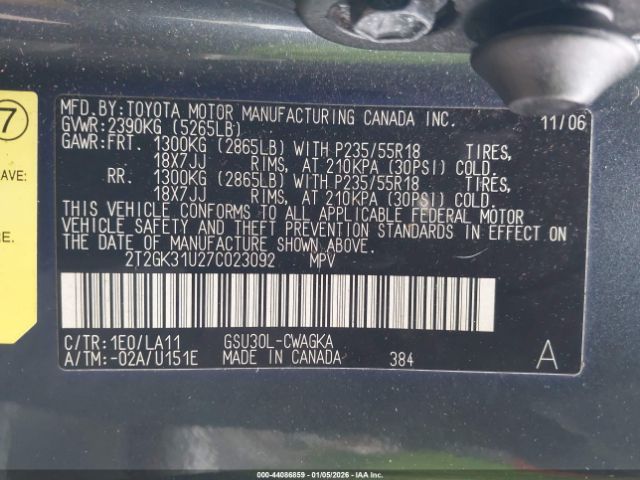 7
AVE:
RE.
MFD.BY:TOYOTA MOTOR MANUFACTURING CANADA INC. 11/06
GVWR:2390KG (5265LB)
GAWR:FRT. 1300KG (2865LB) WITH P235/55R18 TIRES,
18X7JJ RIMS, AT 210KPA (30PSI) COLD.
RR. 1300KG (2865LB) WITH P235/55R18 TIRES,
18X7JJ RIMS, AT 210KPA (30PSI) COLD.
THIS VEHICLE CONFORMS TO ALL APPLICABLE FEDERAL MOTOR
VEHICLE SAFETY AND THEFT PREVENTION STANDARDS IN EFFECT ON
THE DATE OF MANUFACTURE SHOWN ABOVE.
2T2GK31U27C023092 MPV
C/TR:1E0/LA11 GSU30L-CWAGKA
A/TM:-02A/U151E MADE IN CANADA 384 A
000-44086859 | 01/05/2026 - IAA Inc.